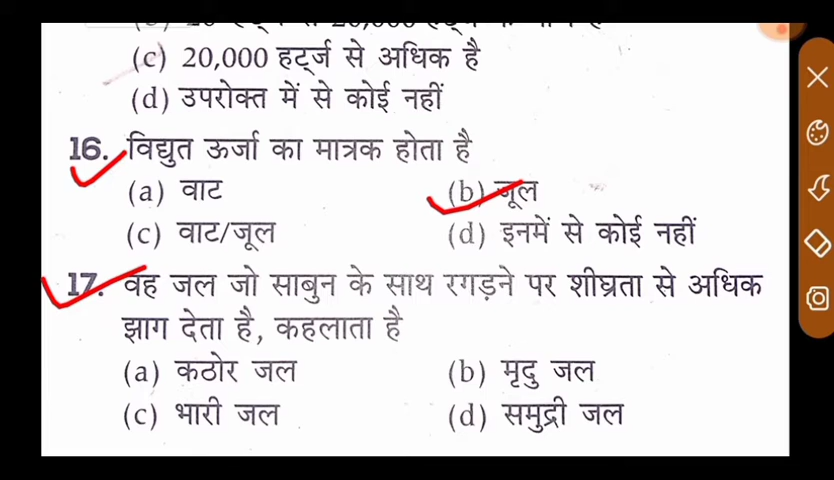 (c) 20,000 हर्ट्ज से अधिक है
(d) उपरोक्त में से कोई नहीं
16. विद्युत ऊर्जा का मात्रक होता है
(a) वाट (b) जूल
(c) वाट/जूल (d) इनमें से कोई नहीं
17. वह जल जो साबुन के साथ रगड़ने पर शीघ्रता से अधिक
झाग देता है, कहलाता है
(a) कठोर जल (b) मृदु जल
(c) भारी जल (d) समुद्री जल